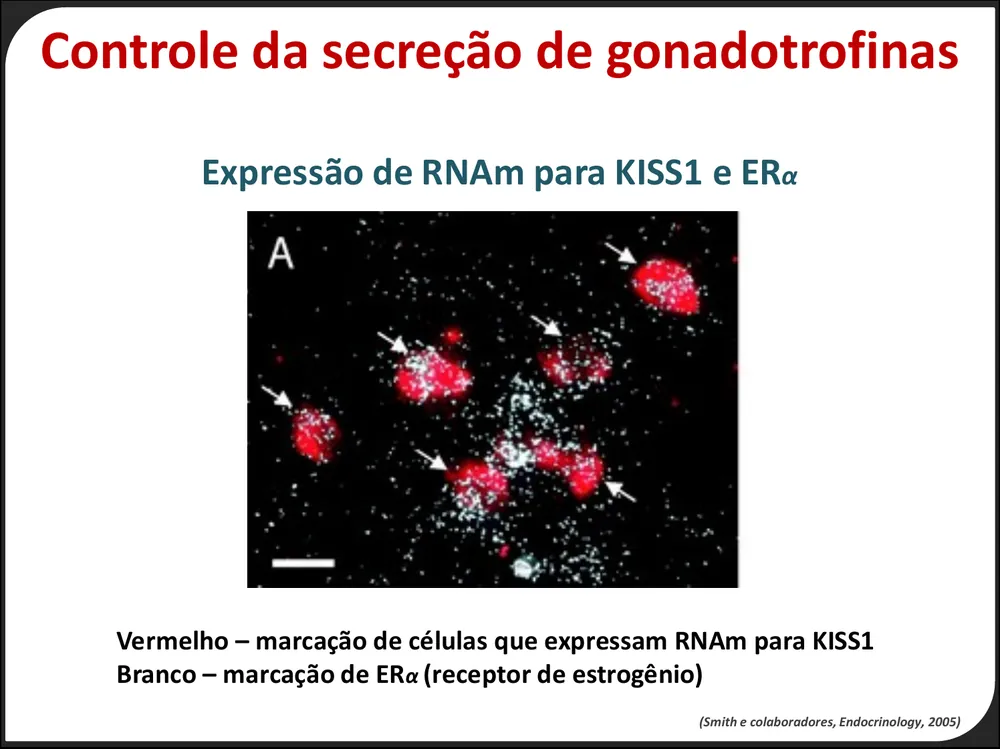 Controle da secreção de gonadotrofinas
Expressão de RNAm para KISS1 e ERα
A
Vermelho – marcação de células que expressam RNAm para KISS1
Branco – marcação de ERα (receptor de estrogênio)
(Smith e colaboradores, Endocrinology, 2005)